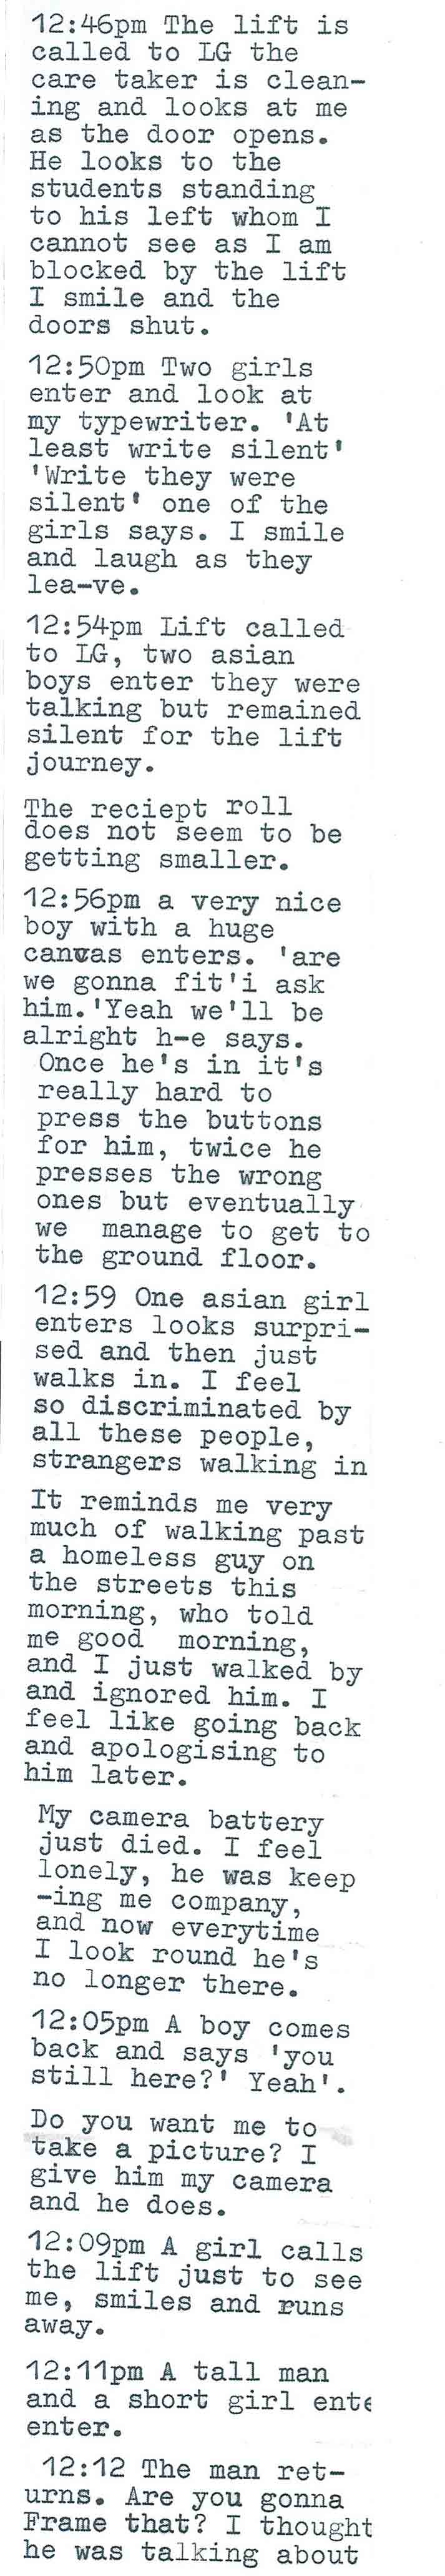 12:46pm The lift is
called to LG the
care taker is clean-
ing and looks at me
as the door opens.
He looks to the
students standing
to his left whom I
cannot see as I am
blocked by the lift
I smile and the
doors shut.
12:50pm Two girls
enter and look at
my typewriter. 'At
least write silent'
'Write they were
silent' one of the
girls says. I smile
and laugh as they
lea-ve.
12:54pm Lift called
to LG, two asian
boys enter they were
talking but remained
silent for the lift
journey.
The reciept roll
does not seem to be
getting smaller.
12:56pm a very nice
boy with a huge
canvas enters. 'are
we gonna fit'i ask
him.'Yeah we'll be
alright h-e says.
Once he's in it's
really hard to
press the buttons
for him, twice he
presses the wrong
ones but eventually
we manage to get to
the ground floor.
12:59 One asian girl
enters looks surpri-
sed and then just
walks in. I feel
so discriminated by
all these people,
strangers walking in
It reminds me very
much of walking past
a homeless guy on
the streets this
morning, who told
me good morning,
and I just walked by
and ignored him. I
feel like going back
and apologising to
him later.
My camera battery
just died. I feel
lonely, he was keep
-ing me company,
and now everytime
I look round he's
no longer there.
12:05pm A boy comes
back and says 'you
still here?' Yeah'.
Do you want me to
take a picture? I
give him my camera
and he does.
12:09pm A girl calls
the lift just to see
me, smiles and runs
away.
12:11pm A tall man
and a short girl ente
enter.
12:12 The man ret-
urns. Are you gonna
Frame that? I thought
he was talking about